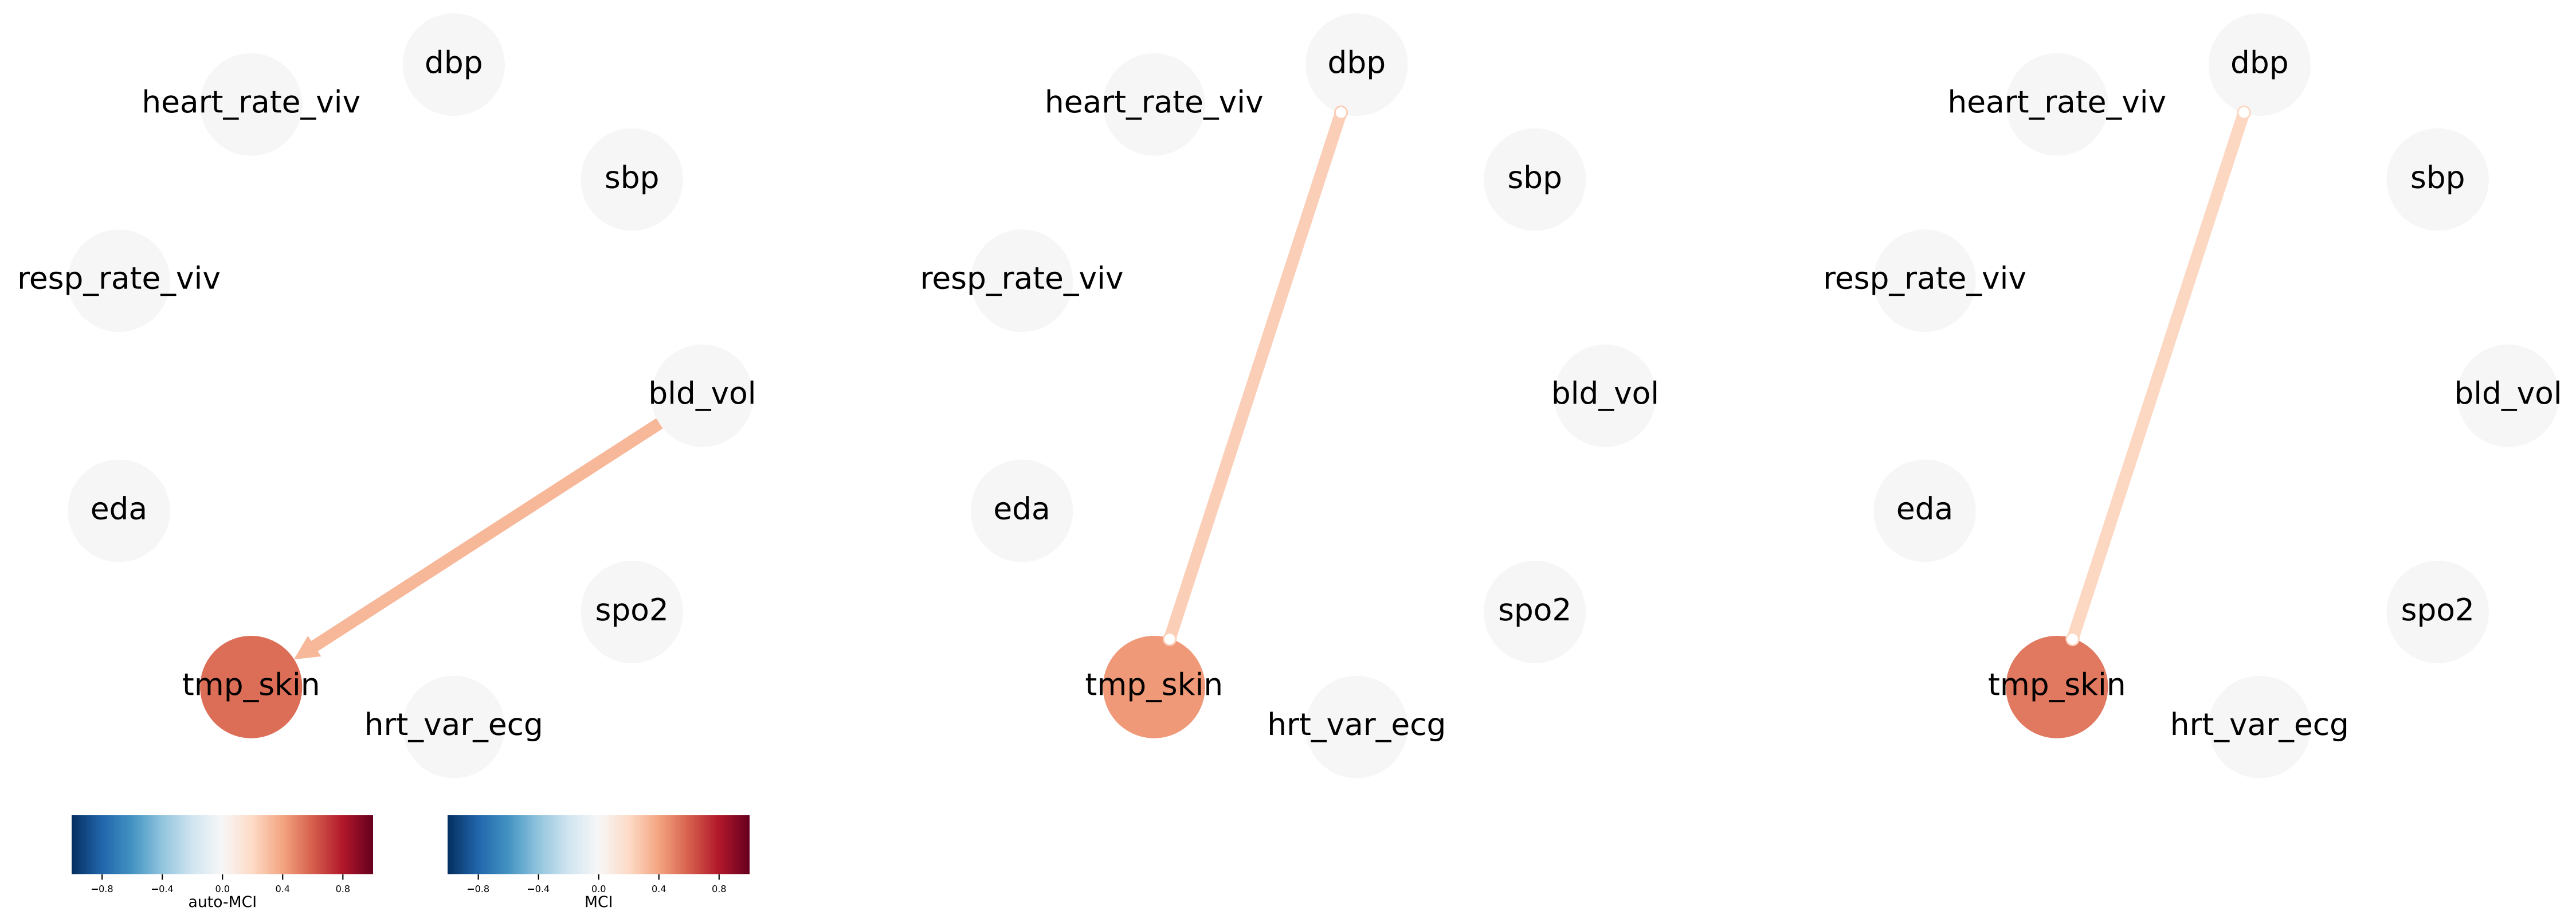 dbp
heart_rate_viv
sbp
resp_rate_viv
bld_vol
eda
spo2
tmp_skin
hrt_var_ecg
−0.8 −0.4 0.0 0.4 0.8
auto-MCI
−0.8 −0.4 0.0 0.4 0.8
MCI
dbp
heart_rate_viv
sbp
resp_rate_viv
bld_vol
eda
spo2
tmp_skin
hrt_var_ecg
dbp
heart_rate_viv
sbp
resp_rate_viv
bld_vol
eda
spo2
tmp_skin
hrt_var_ecg